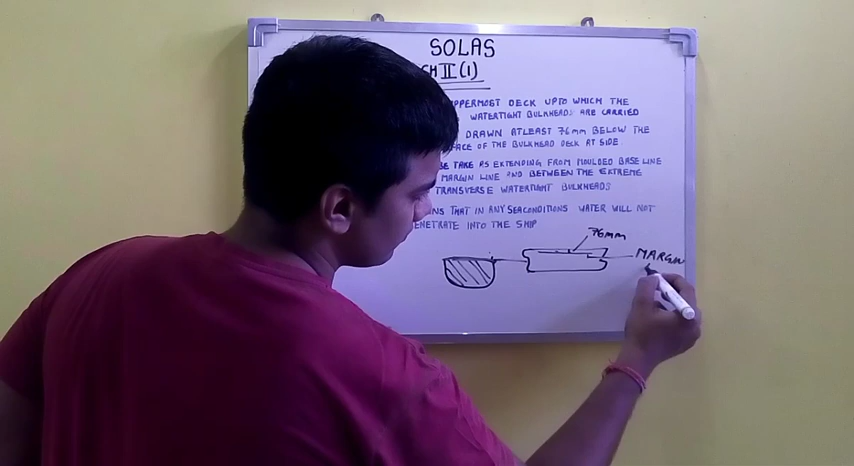 SOLAS
CH II (1)
UPPERMOST DECK UPTO WHICH THE
WATERTIGHT BULKHEADS ARE CARRIED
DRAWN ATLEAST 76mm BELOW THE
OF THE BULKHEAD DECK AT SIDE
BE TAKE AS EXTENDING FROM MOULDED BASE LINE
MARGIN LINE AND BETWEEN THE EXTREME
TRANSVERSE WATERTIGHT BULKHEADS
THAT IN ANY SEACONDITIONS WATER WILL NOT
PENETRATE INTO THE SHIP
76mm
MARGIN